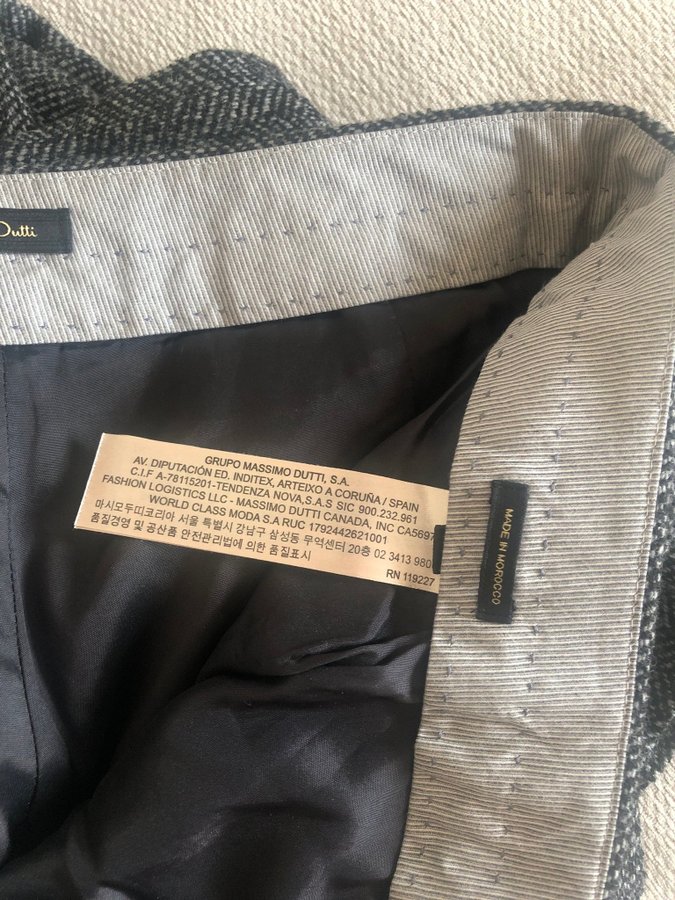 Dutti
GRUPO MASSIMO DUTTI, S.A.
AV. DIPUTACIÓN ED. INDITEX, ARTEIXO A CORUÑA / SPAIN
C.I.F A-78115201-TENDENZA NOVA,S.A.S SIC 900.232.961
FASHION LOGISTICS LLC - MASSIMO DUTTI CANADA, INC CA5697
WORLD CLASS MODA S.A RUC 1792442621001
마시모두띠코리아 서울 특별시 강남구 삼성동 무역센터 20층 02 3413 980
품질경영 및 공산품 안전관리법에 의한 품질표시
RN 119227
MADE IN MOROCCO